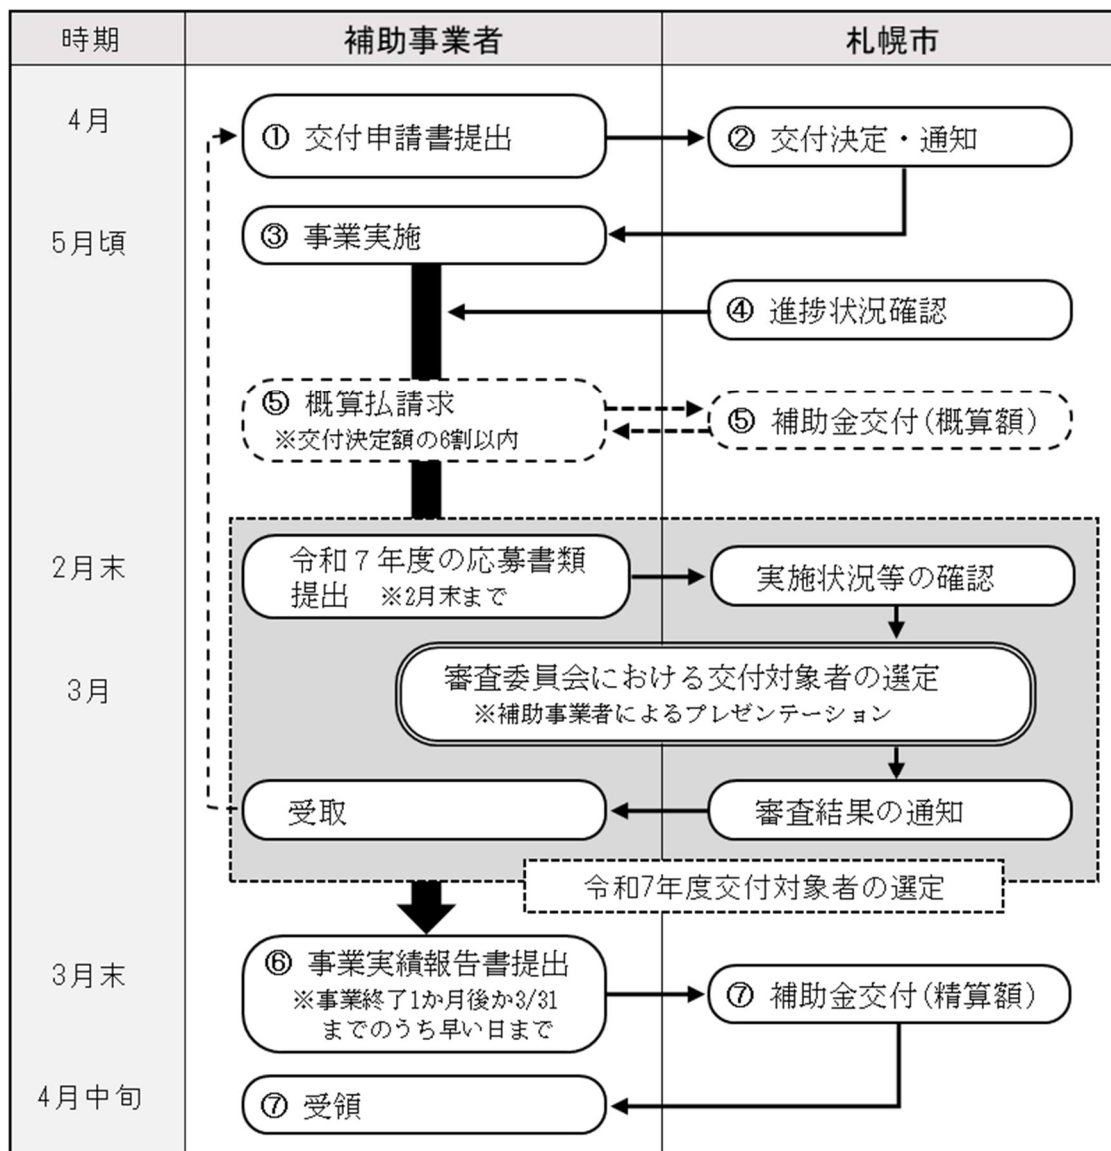 時期
補助事業者
札幌市
4月
① 交付申請書提出
② 交付決定・通知
5月頃
③ 事業実施
④ 進捗状況確認
⑤ 概算払請求
※交付決定額の6割以内
⑤ 補助金交付(概算額)
2月末
令和７年度の応募書類
提出 ※2月末まで
実施状況等の確認
3月
審査委員会における交付対象者の選定
※補助事業者によるプレゼンテーション
受取
審査結果の通知
令和7年度交付対象者の選定
3月末
⑥ 事業実績報告書提出
※事業終了1か月後か3/31
までのうち早い日まで
⑦ 補助金交付(精算額)
4月中旬
⑦ 受領